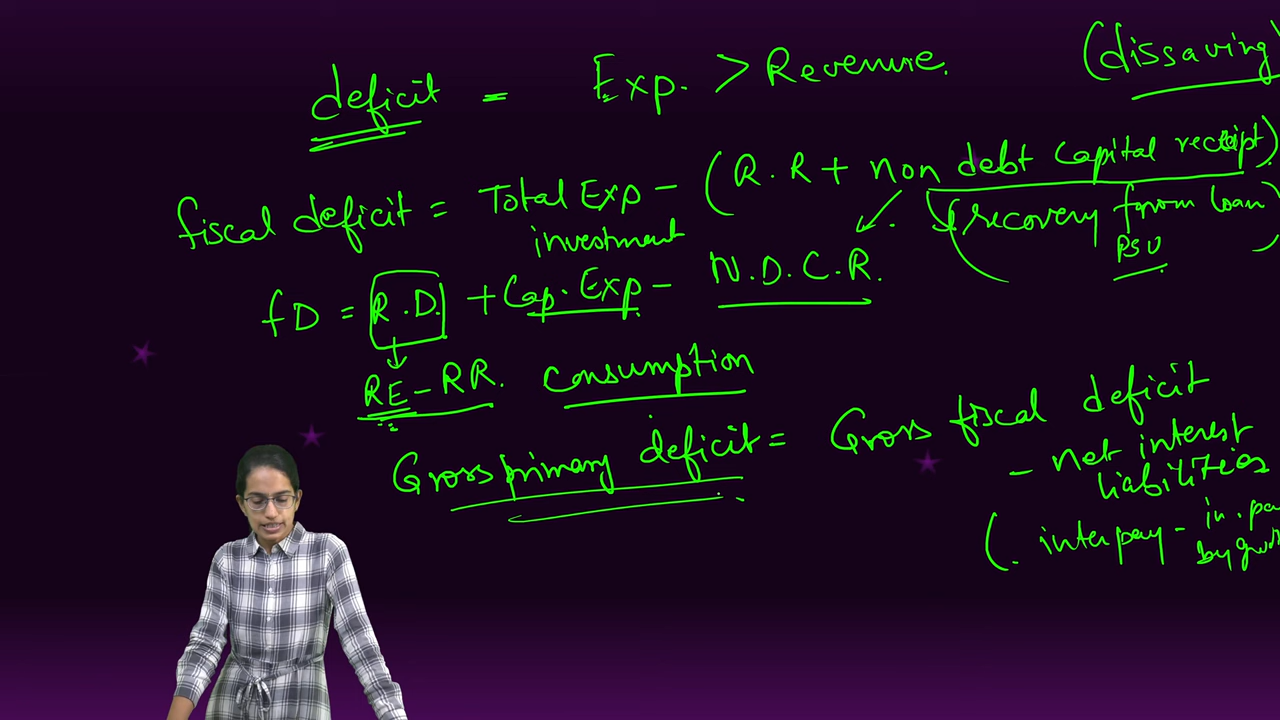 deficit = Exp. > Revenue. (dissaving)
fiscal deficit = Total Exp - (R.R + non debt Capital receipt)
investment
(recovery from loan)
PSU
FD = R.D. + Cap. Exp - N.D.C.R.
RE - RR. Consumption
Gross primary deficit = Gross fiscal deficit
- net interest
liabilities
(. inter pay - in. pa
by